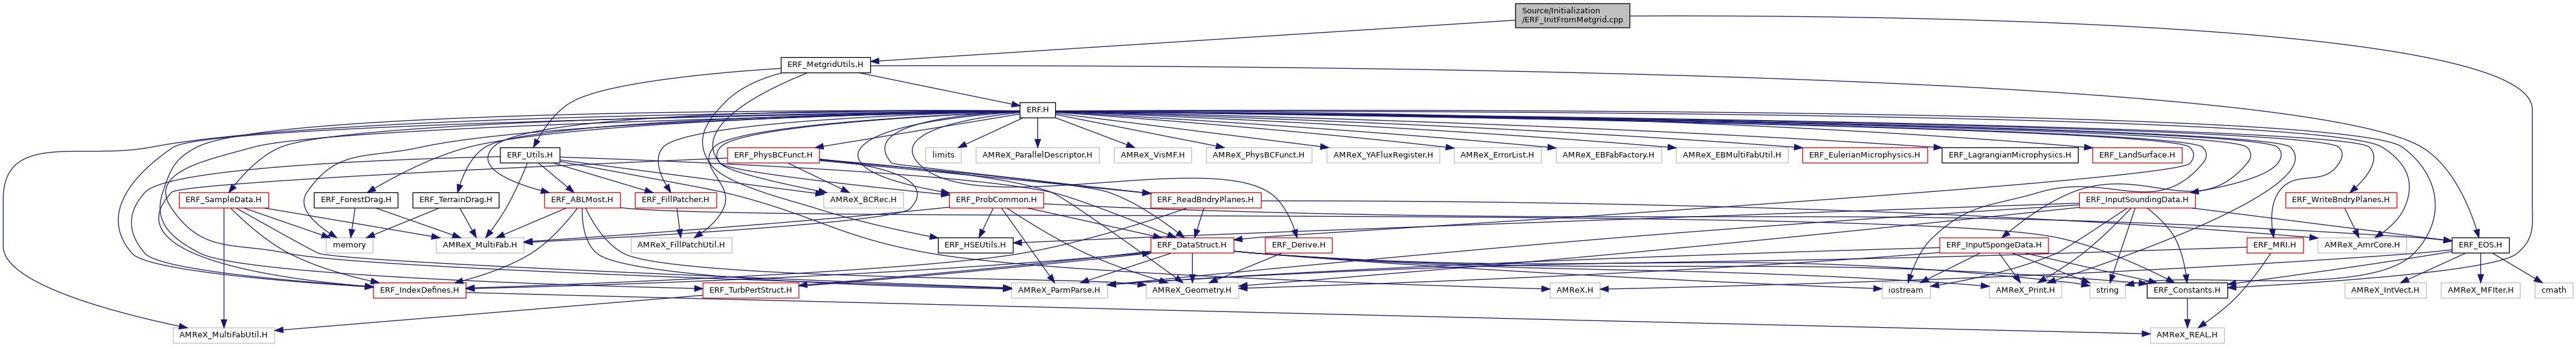 Source/Initialization
/ERF_InitFromMetgrid.cpp
ERF_MetgridUtils.H
ERF.H
ERF_Utils.H
ERF_PhysBCFunct.H
limits
AMReX_ParallelDescriptor.H
AMReX_VisMF.H
AMReX_PhysBCFunct.H
AMReX_YAFluxRegister.H
AMReX_ErrorList.H
AMReX_EBFabFactory.H
AMReX_EBMultiFabUtil.H
ERF_EulerianMicrophysics.H
ERF_LagrangianMicrophysics.H
ERF_LandSurface.H
ERF_SampleData.H
ERF_ForestDrag.H
ERF_TerrainDrag.H
ERF_ABLMost.H
ERF_FillPatcher.H
AMReX_BCRec.H
ERF_ProbCommon.H
ERF_ReadBndryPlanes.H
ERF_InputSoundingData.H
ERF_WriteBndryPlanes.H
memory
AMReX_MultiFab.H
AMReX_FillPatchUtil.H
ERF_HSEUtils.H
ERF_DataStruct.H
ERF_Derive.H
ERF_InputSpongeData.H
ERF_MRI.H
AMReX_AmrCore.H
ERF_EOS.H
ERF_IndexDefines.H
ERF_TurbPertStruct.H
AMReX_ParmParse.H
AMReX_Geometry.H
AMReX.H
iostream
AMReX_Print.H
string
ERF_Constants.H
AMReX_IntVect.H
AMReX_MFIter.H
cmath
AMReX_MultiFabUtil.H
AMReX_REAL.H